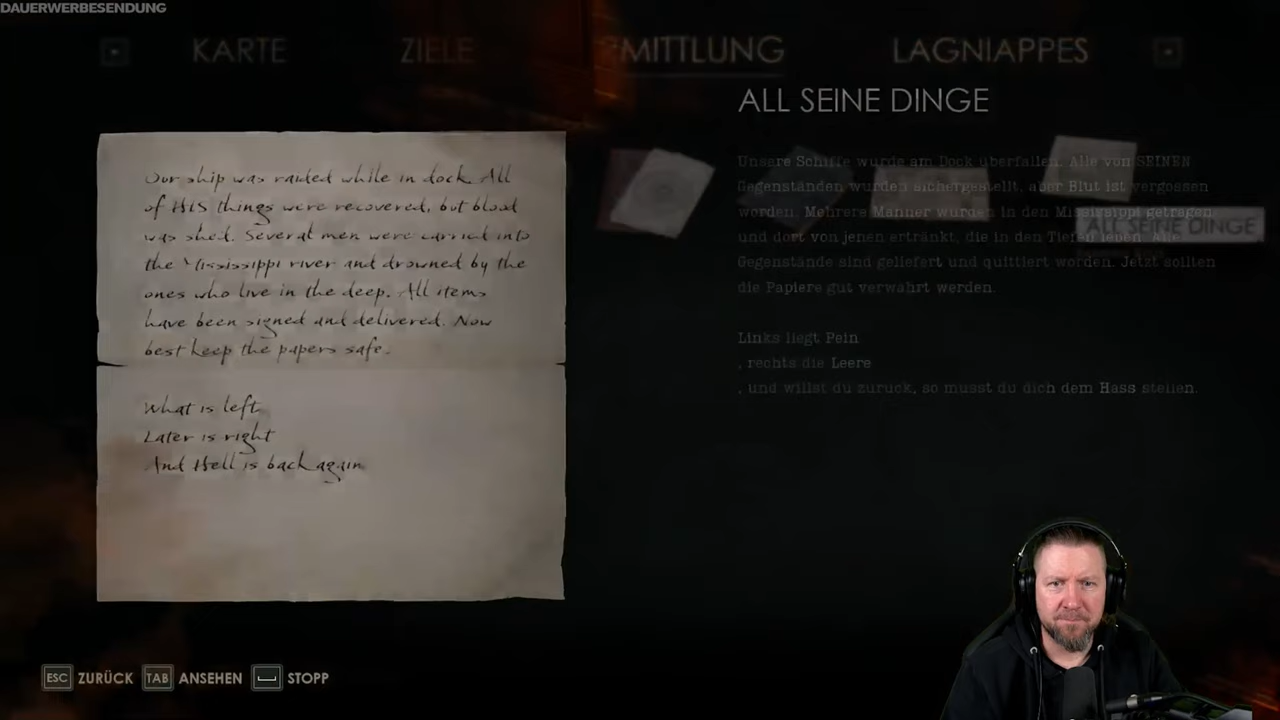 DAUERWERBESENDUNG
KARTE
ZIELE
MITTLUNG
LAGNIAPPES
ALL SEINE DINGE
Our ship was raided while in dock. All
of HIS things were recovered, but blood
was shed. Several men were carried into
the Mississippi river and drowned by the
ones who live in the deep. All items
have been signed and delivered. Now
best keep the papers safe.
What is left
Later is right
And Hell is back again
Unsere Schiffe wurde am Dock überfallen. Alle von SEINEN
Gegenständen wurden sichergestellt, aber Blut ist vergossen
worden. Mehrere Männer wurden in den Mississippi getragen
und dort von jenen ertränkt, die in den Tiefen leben. Alle
Gegenstände sind geliefert und quittiert worden. Jetzt sollten
die Papiere gut verwahrt werden.
Links liegt Pein
, rechts die Leere
, und willst du zurück, so musst du dich dem Hass stellen.
ALL SEINE DINGE
ESC ZURÜCK TAB ANSEHEN STOPP